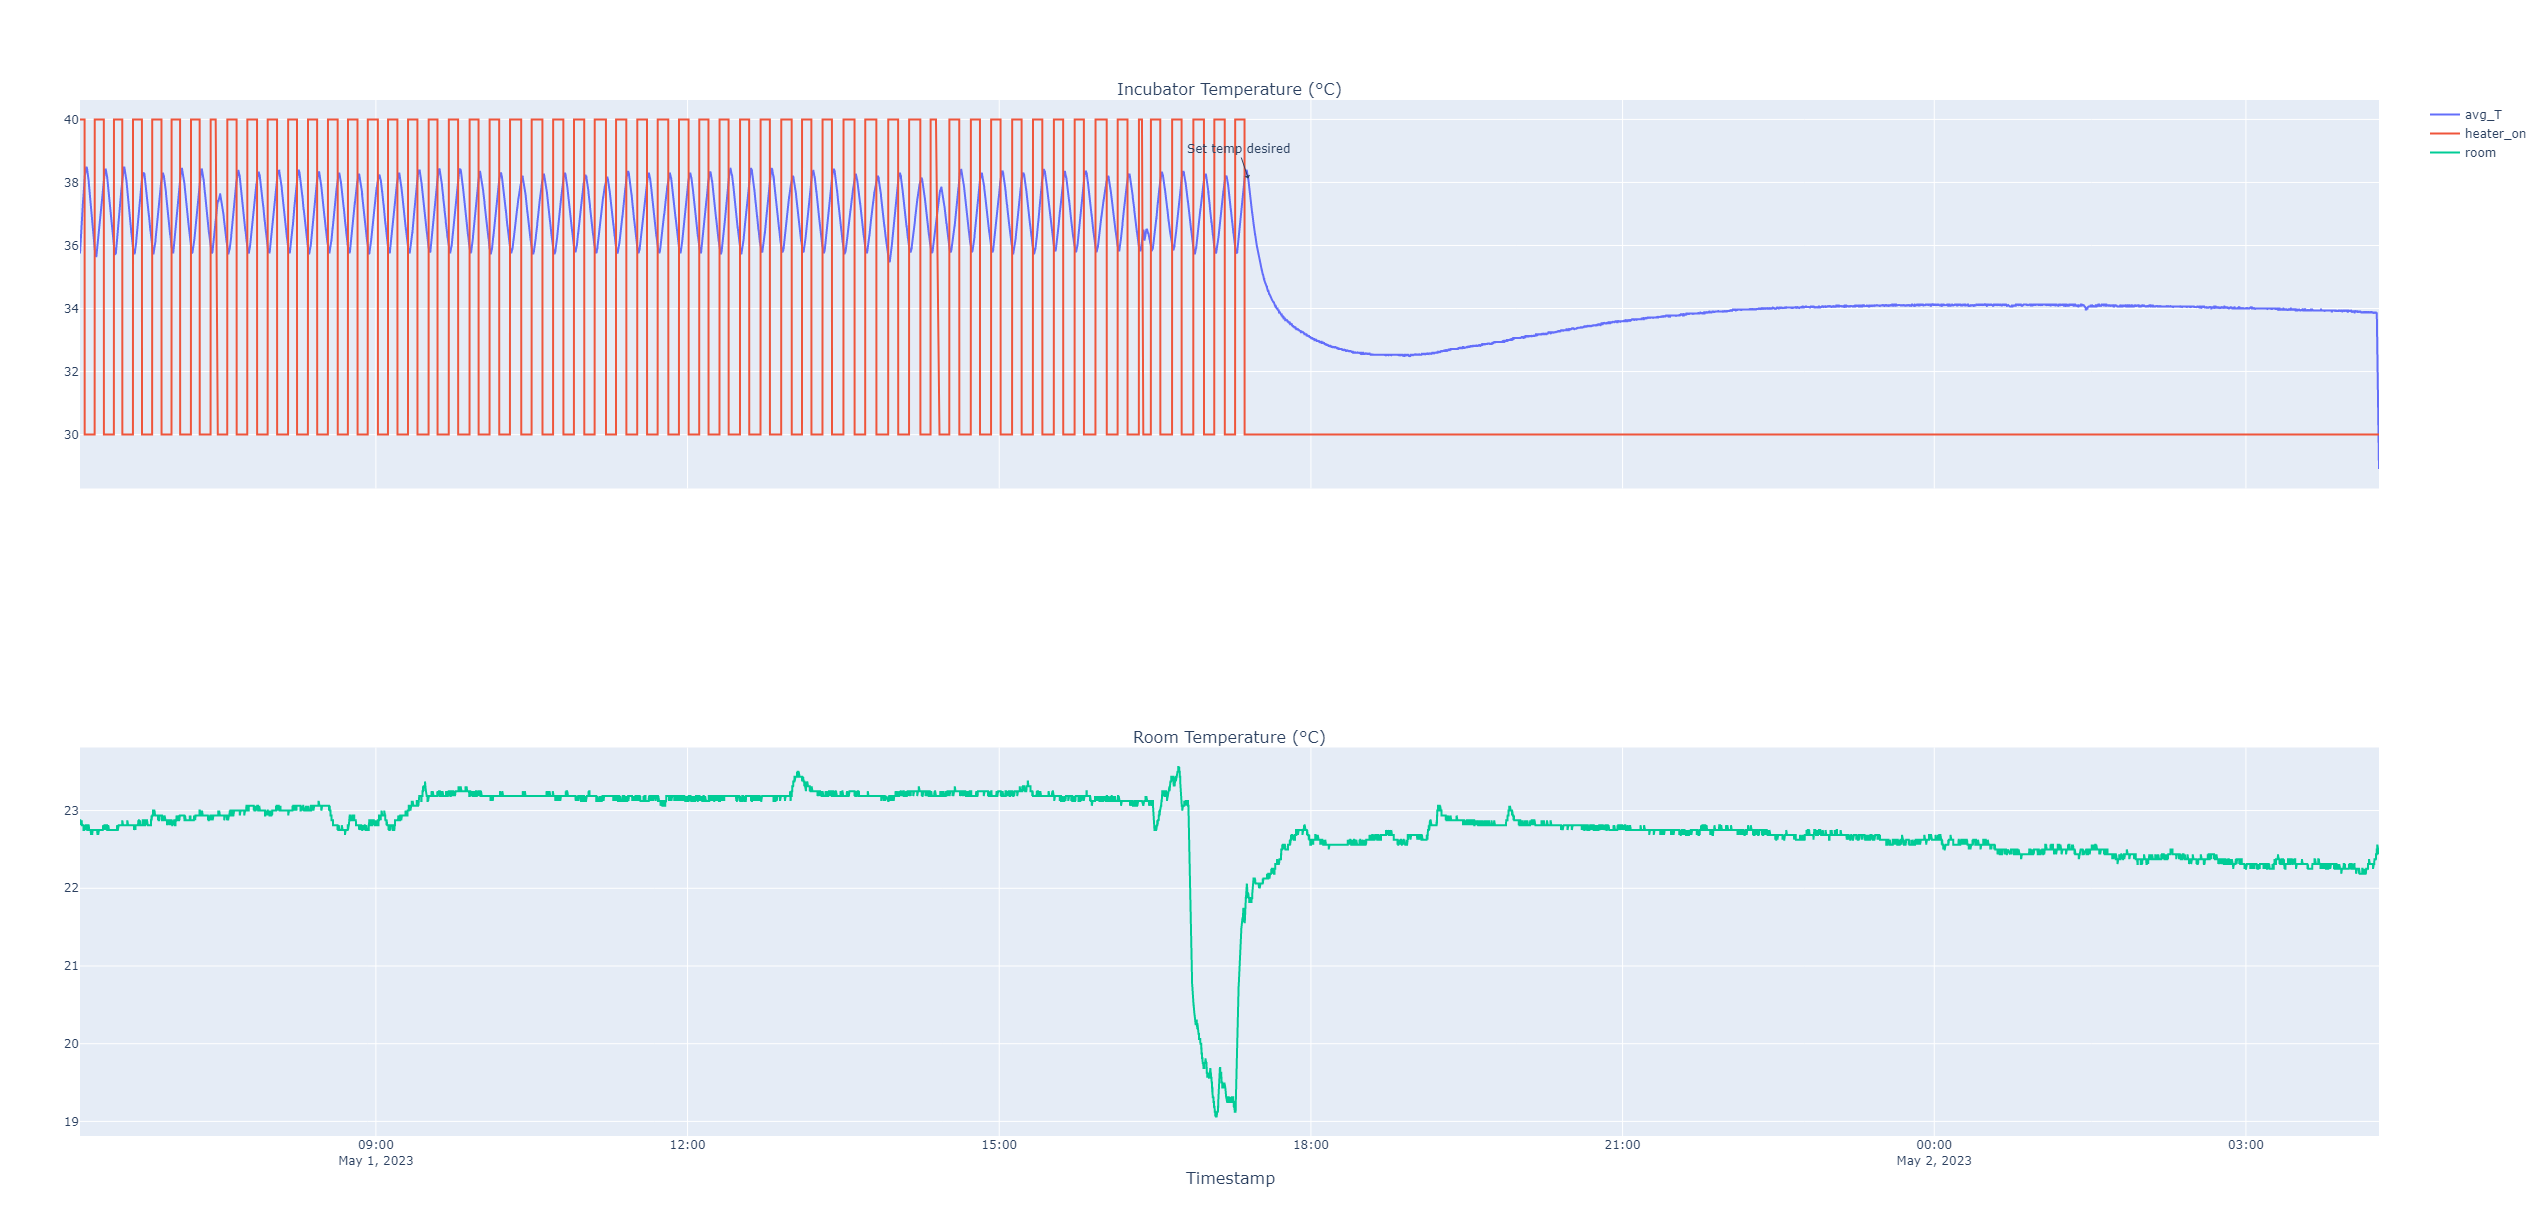 Incubator Temperature (°C)
40
38
36
34
32
30
Set temp desired
avg_T
heater_on
room
Room Temperature (°C)
23
22
21
20
19
09:00
May 1, 2023
12:00
15:00
18:00
21:00
00:00
May 2, 2023
03:00
Timestamp